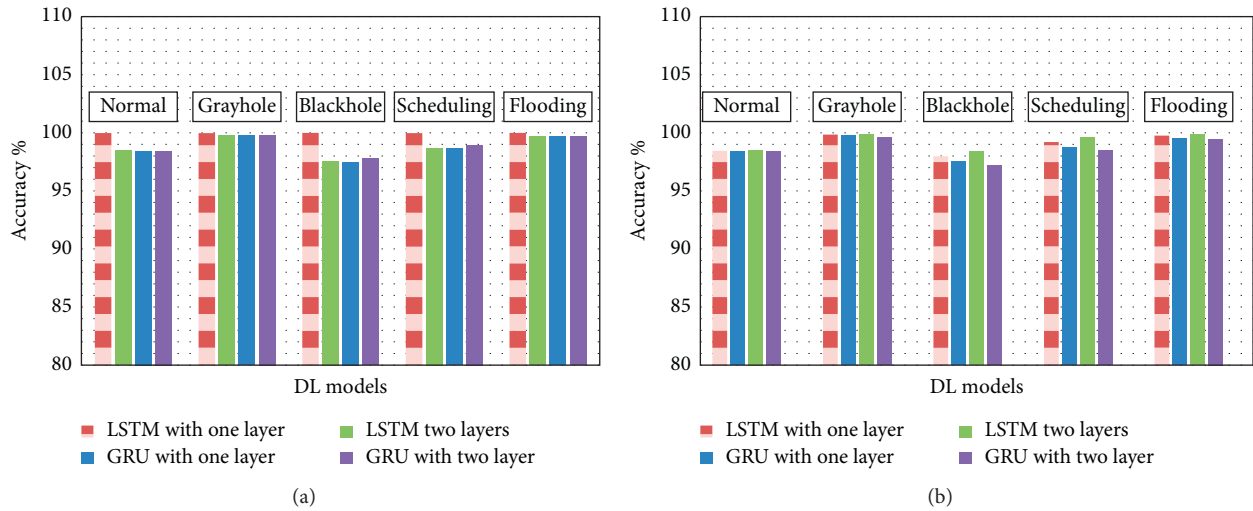 110
105
100
95
90
85
80
Accuracy %
Normal
Grayhole
Blackhole
Scheduling
Flooding
DL models
LSTM with one layer
LSTM two layers
GRU with one layer
GRU with two layer
(a)
110
105
100
95
90
85
80
Accuracy %
Normal
Grayhole
Blackhole
Scheduling
Flooding
DL models
LSTM with one layer
LSTM two layers
GRU with one layer
GRU with two layer
(b)